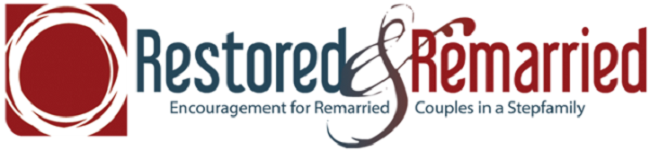 Restored & Remarried
Encouragement for Remarried Couples in a Stepfamily